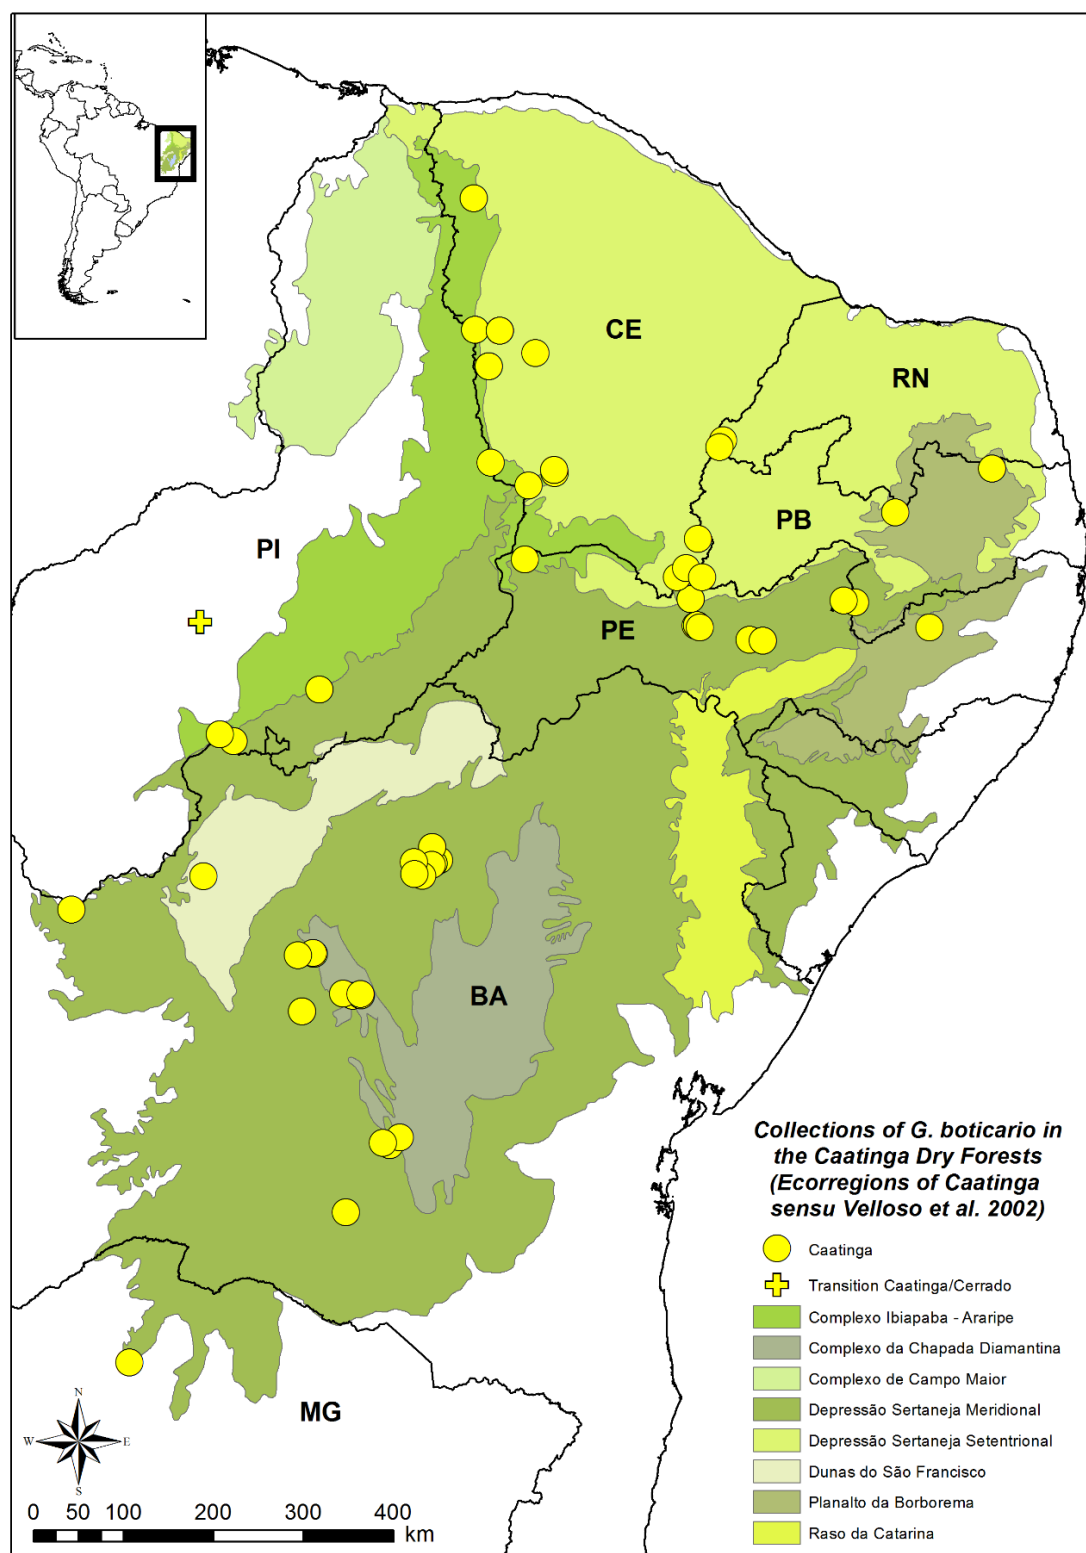 CE
RN
PB
PI
PE
BA
MG
Collections of G. boticario in
the Caatinga Dry Forests
(Ecorregions of Caatinga
sensu Velloso et al. 2002)
Caatinga
Transition Caatinga/Cerrado
Complexo Ibiapaba - Araripe
Complexo da Chapada Diamantina
Complexo de Campo Maior
Depressão Sertaneja Meridional
Depressão Sertaneja Setentrional
Dunas do São Francisco
Planalto da Borborema
Raso da Catarina
N
W E
S
0 50 100 200 300 400
km